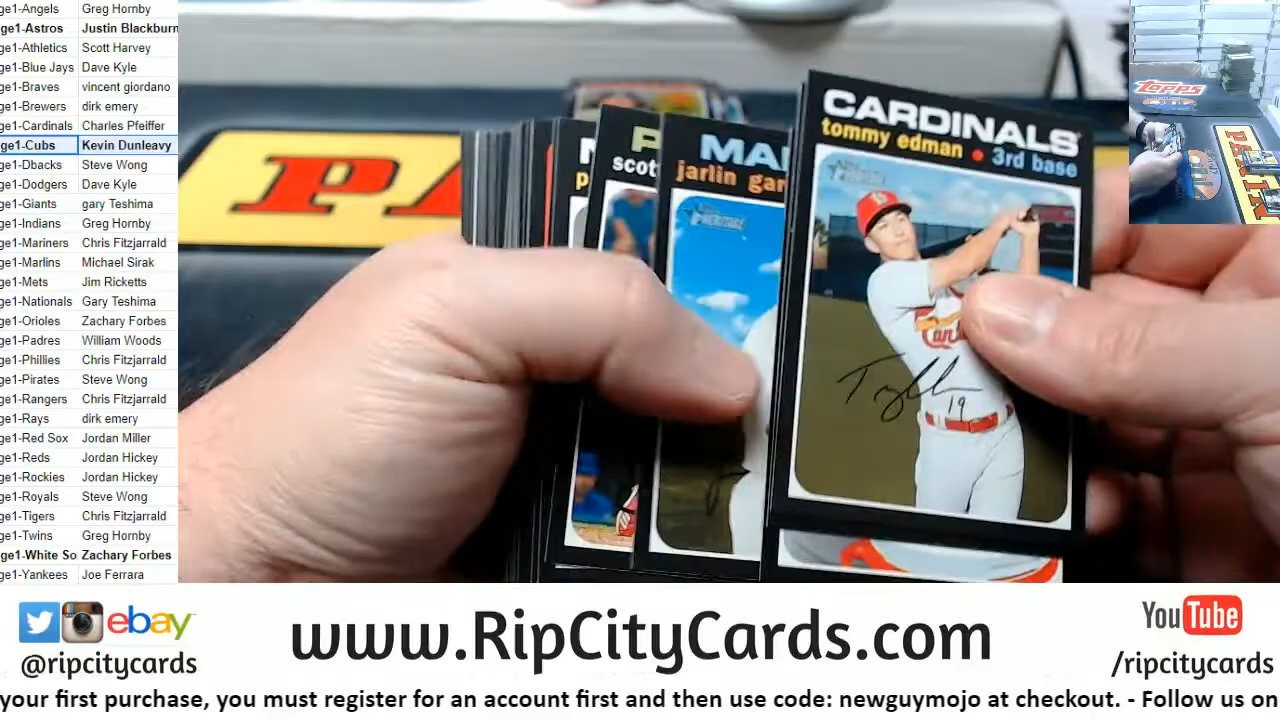 ge1-Angels Greg Hornby
ge1-Astros Justin Blackburn
ge1-Athletics Scott Harvey
ge1-Blue Jays Dave Kyle
ge1-Braves vincent giordano
ge1-Brewers dirk emery
ge1-Cardinals Charles Pfeiffer
ge1-Cubs Kevin Dunleavy
ge1-Dbacks Steve Wong
ge1-Dodgers Dave Kyle
ge1-Giants gary Teshima
ge1-Indians Greg Hornby
ge1-Mariners Chris Fitzjarrald
ge1-Marlins Michael Sirak
ge1-Mets Jim Ricketts
ge1-Nationals Gary Teshima
ge1-Orioles Zachary Forbes
ge1-Padres William Woods
ge1-Phillies Chris Fitzjarrald
ge1-Pirates Steve Wong
ge1-Rangers Chris Fitzjarrald
ge1-Rays dirk emery
ge1-Red Sox Jordan Miller
ge1-Reds Jordan Hickey
ge1-Rockies Jordan Hickey
ge1-Royals Steve Wong
ge1-Tigers Chris Fitzjarrald
ge1-Twins Greg Hornby
ge1-White So Zachary Forbes
ge1-Yankees Joe Ferrara
PA
scot
MA
jarlin gar
HERITAGE
CARDINALS
tommy edman • 3rd base
19
topps
ebay
@ripcitycards
www.RipCityCards.com
YouTube
/ripcitycards
your first purchase, you must register for an account first and then use code: newguymojo at checkout. - Follow us on